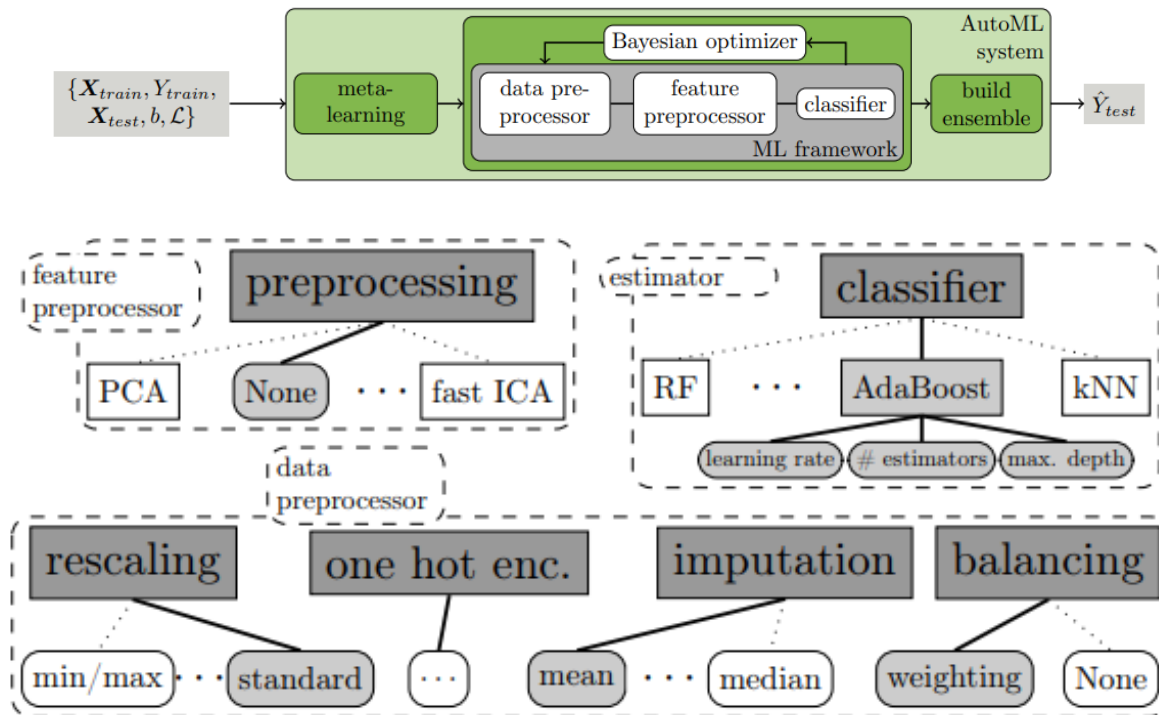 AutoML
system
Bayesian optimizer
{X_train, Y_train,
X_test, b, L}
meta-
learning
data pre-
processor
feature
preprocessor
classifier
build
ensemble
Ŷ_test
ML framework
feature
preprocessor
preprocessing
PCA
None
· · ·
fast ICA
estimator
classifier
RF
· · ·
AdaBoost
kNN
learning rate
# estimators
max. depth
data
preprocessor
rescaling
one hot enc.
imputation
balancing
min/max
· · ·
standard
· · ·
mean
· · ·
median
weighting
None